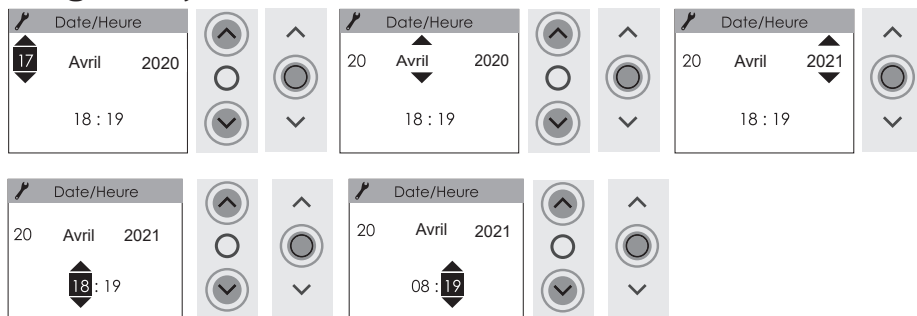 Date/Heure
17 Avril 2020
18 : 19
Date/Heure
20 Avril 2020
18 : 19
Date/Heure
20 Avril 2021
18 : 19
Date/Heure
20 Avril 2021
18 : 19
Date/Heure
20 Avril 2021
08 : 19